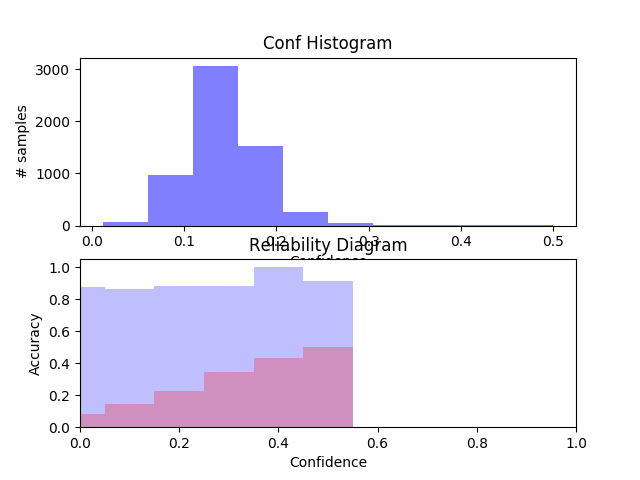 Conf Histogram
3000
2000
1000
0
# samples
0.0 0.1 0.2 0.3 0.4 0.5
Confidence
Reliability Diagram
1.0
0.8
0.6
0.4
0.2
0.0
Accuracy
0.0 0.2 0.4 0.6 0.8 1.0
Confidence